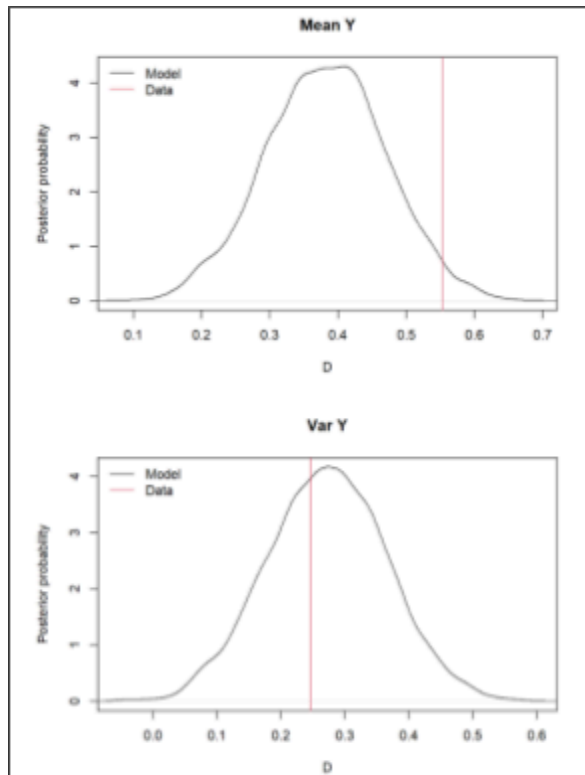 Mean Y
Model
Data
Posterior probability
4
3
2
1
0
0.1 0.2 0.3 0.4 0.5 0.6 0.7
D
Var Y
Model
Data
Posterior probability
4
3
2
1
0
0.0 0.1 0.2 0.3 0.4 0.5 0.6
D